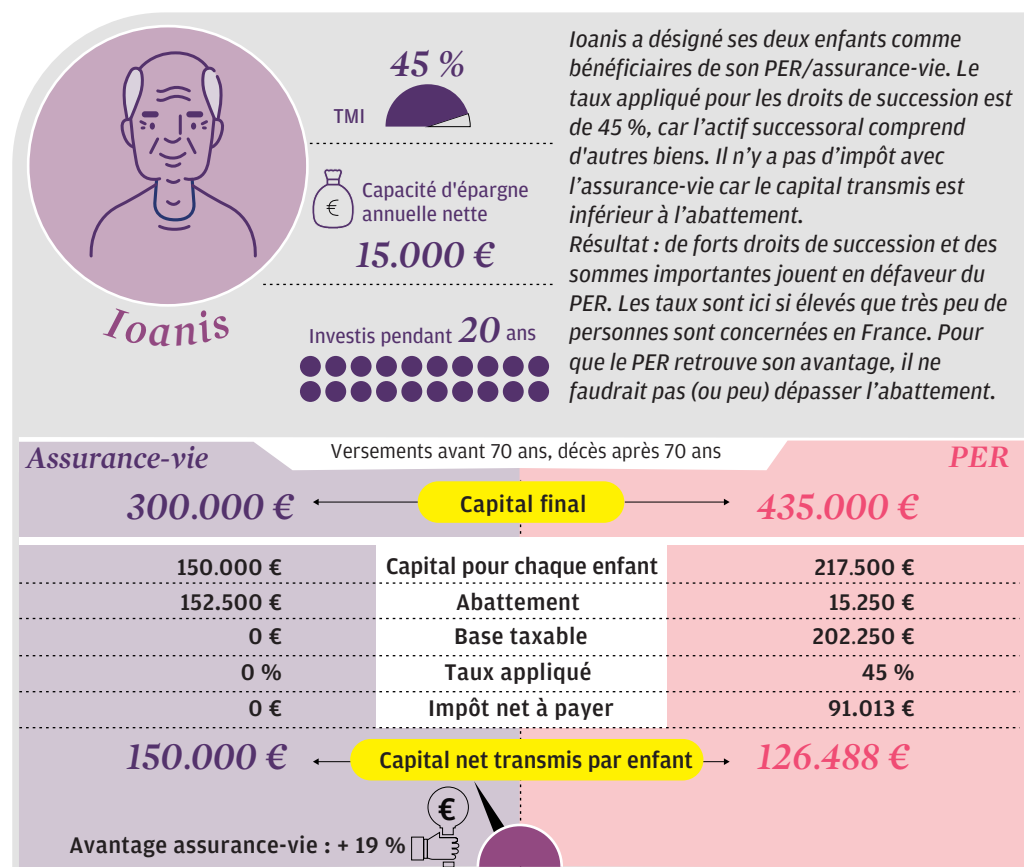 45 %
TMI
Capacité d'épargne
annuelle nette
15.000 €
Investis pendant 20 ans
Ioanis
Ioanis a désigné ses deux enfants comme
bénéficiaires de son PER/assurance-vie. Le
taux appliqué pour les droits de succession est
de 45 %, car l’actif successoral comprend
d'autres biens. Il n’y a pas d’impôt avec
l’assurance-vie car le capital transmis est
inférieur à l’abattement.
Résultat : de forts droits de succession et des
sommes importantes jouent en défaveur du
PER. Les taux sont ici si élevés que très peu de
personnes sont concernées en France. Pour
que le PER retrouve son avantage, il ne
faudrait pas (ou peu) dépasser l’abattement.
Assurance-vie Versements avant 70 ans, décès après 70 ans PER
300.000 € Capital final 435.000 €
150.000 € Capital pour chaque enfant 217.500 €
152.500 € Abattement 15.250 €
0 € Base taxable 202.250 €
0 % Taux appliqué 45 %
0 € Impôt net à payer 91.013 €
150.000 € Capital net transmis par enfant 126.488 €
€
Avantage assurance-vie : + 19 %